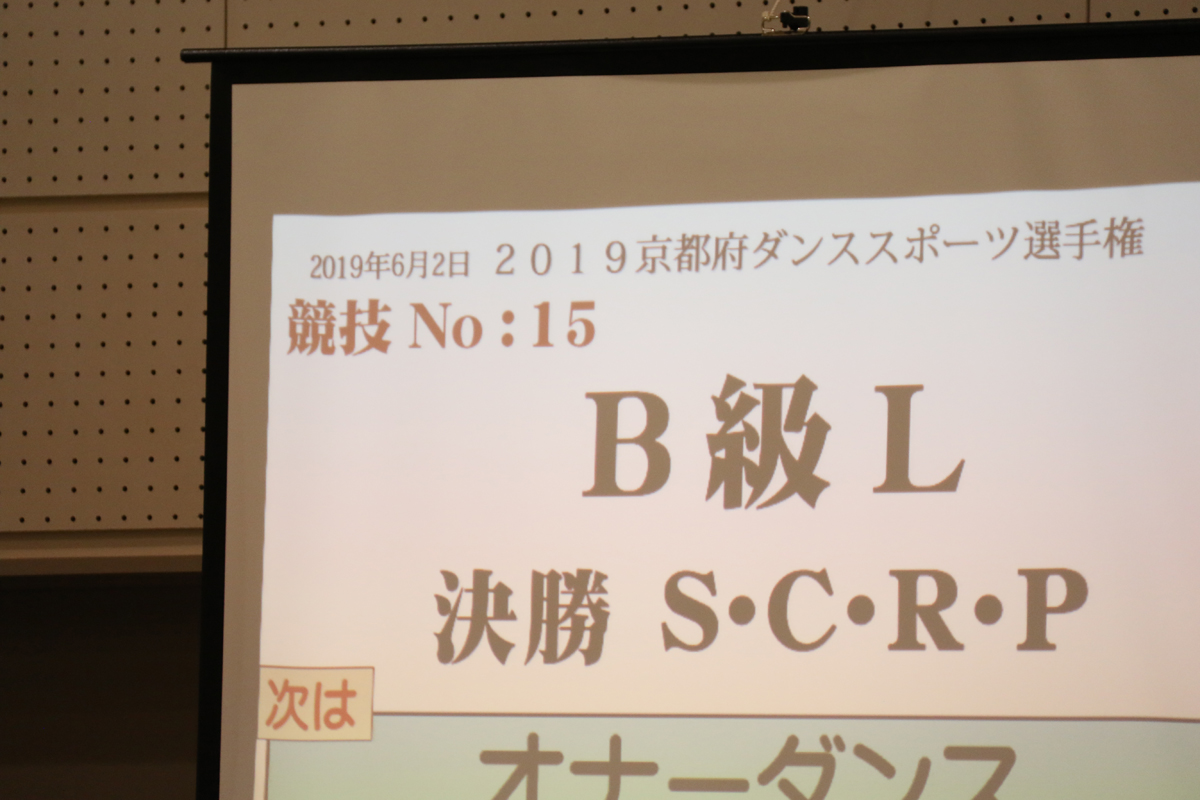 2019年6月2日 ２０１９京都府ダンススポーツ選手権
競技 No：15
B級 L
決勝 S・C・R・P
次は
オナーダンス